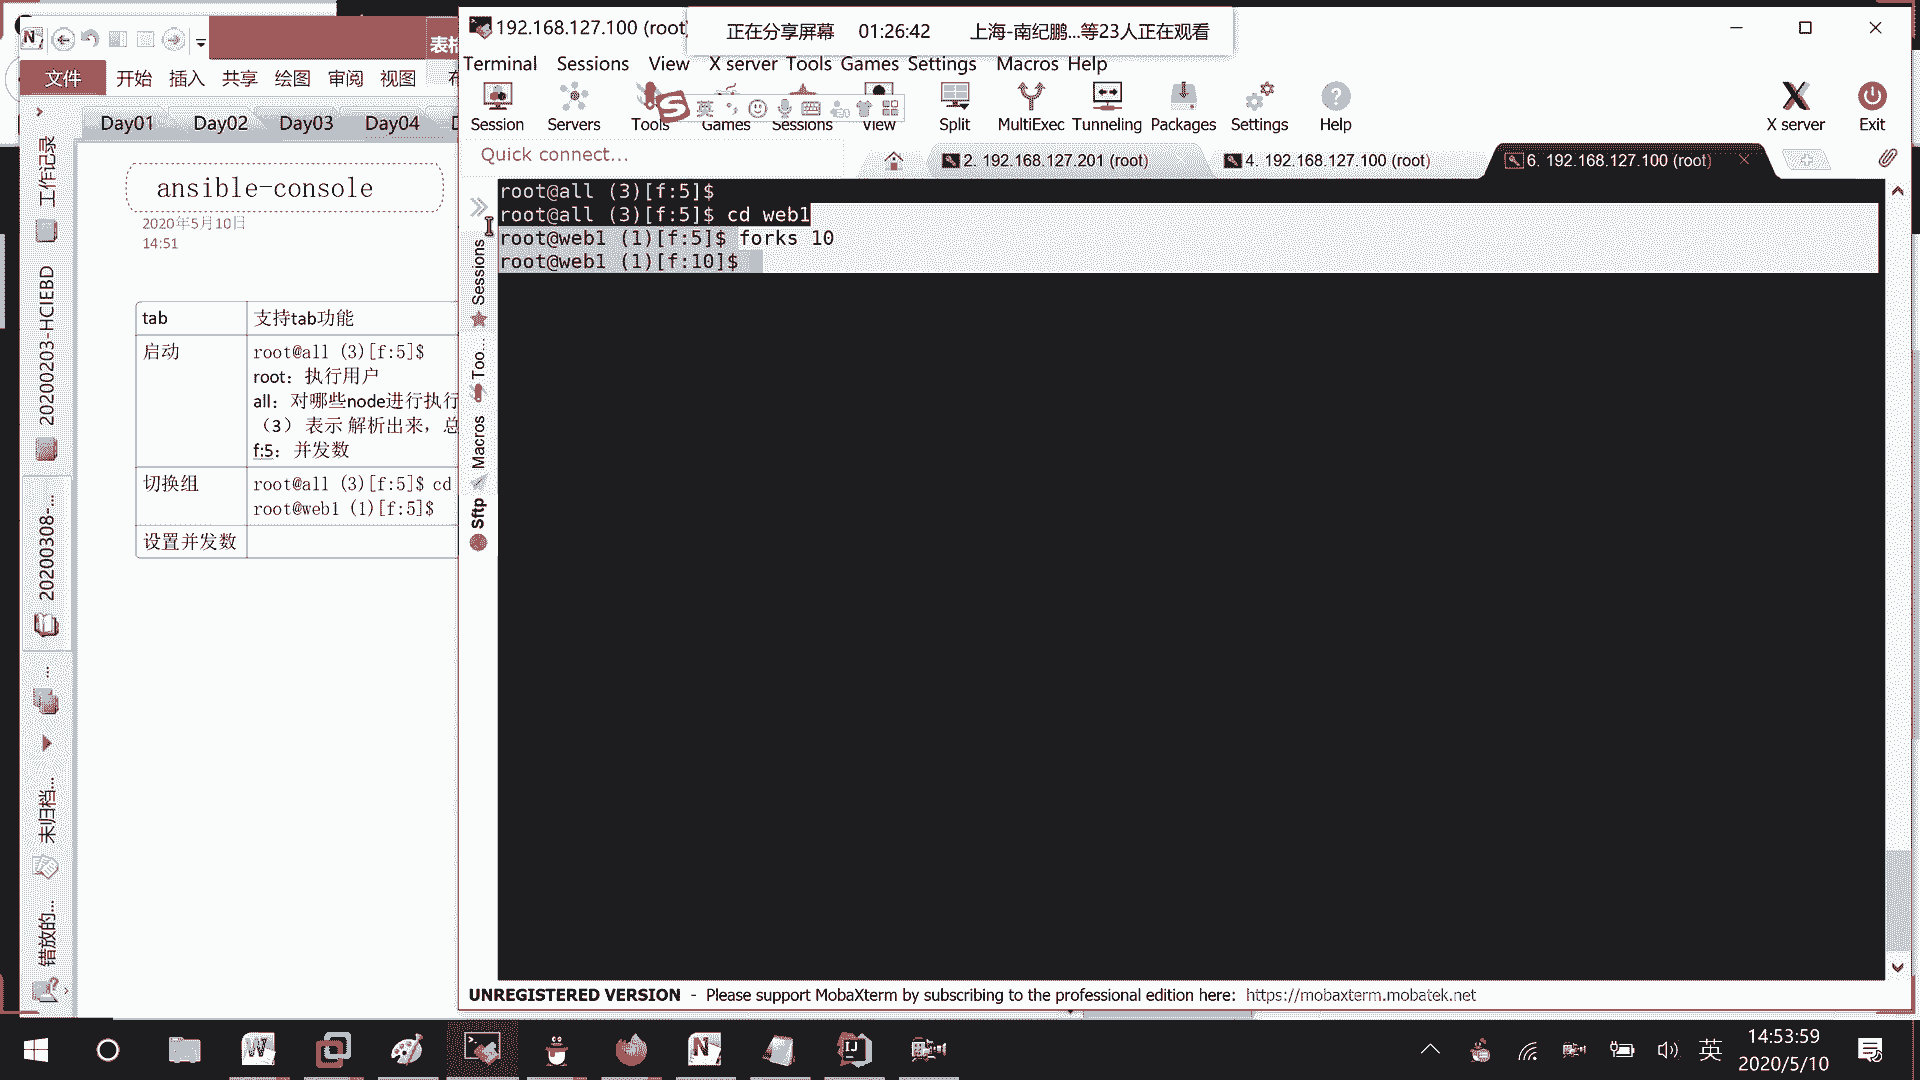 表格
文件 开始 插入 共享 绘图 审阅 视图 布
Day01 Day02 Day03 Day04 D
ansible-console
2020年5月10日
14:51
tab 支持tab功能
启动 root@all (3)[f:5]$
root：执行用户
all：对哪些node进行执行
（3） 表示 解析出来，总
f:5：并发数
切换组 root@all (3)[f:5]$ cd
root@web1 (1)[f:5]$
设置并发数
工作记录
20200203-HCIEBD
20200308-...
...
未归档...
错放的...
192.168.127.100 (root)
正在分享屏幕 01:26:42 上海-南纪鹏...等23人正在观看
Terminal Sessions View X server Tools Games Settings Macros Help
Session Servers Tools Games Sessions View Split MultiExec Tunneling Packages Settings Help X server Exit
英
Quick connect...
2. 192.168.127.201 (root) 4. 192.168.127.100 (root) 6. 192.168.127.100 (root)
Sessions
Too...
Macros
Sftp
root@all (3)[f:5]$
root@all (3)[f:5]$ cd web1
root@web1 (1)[f:5]$ forks 10
root@web1 (1)[f:10]$
UNREGISTERED VERSION - Please support MobaXterm by subscribing to the professional edition here: https://mobaxterm.mobatek.net
英
14:53:59
2020/5/10